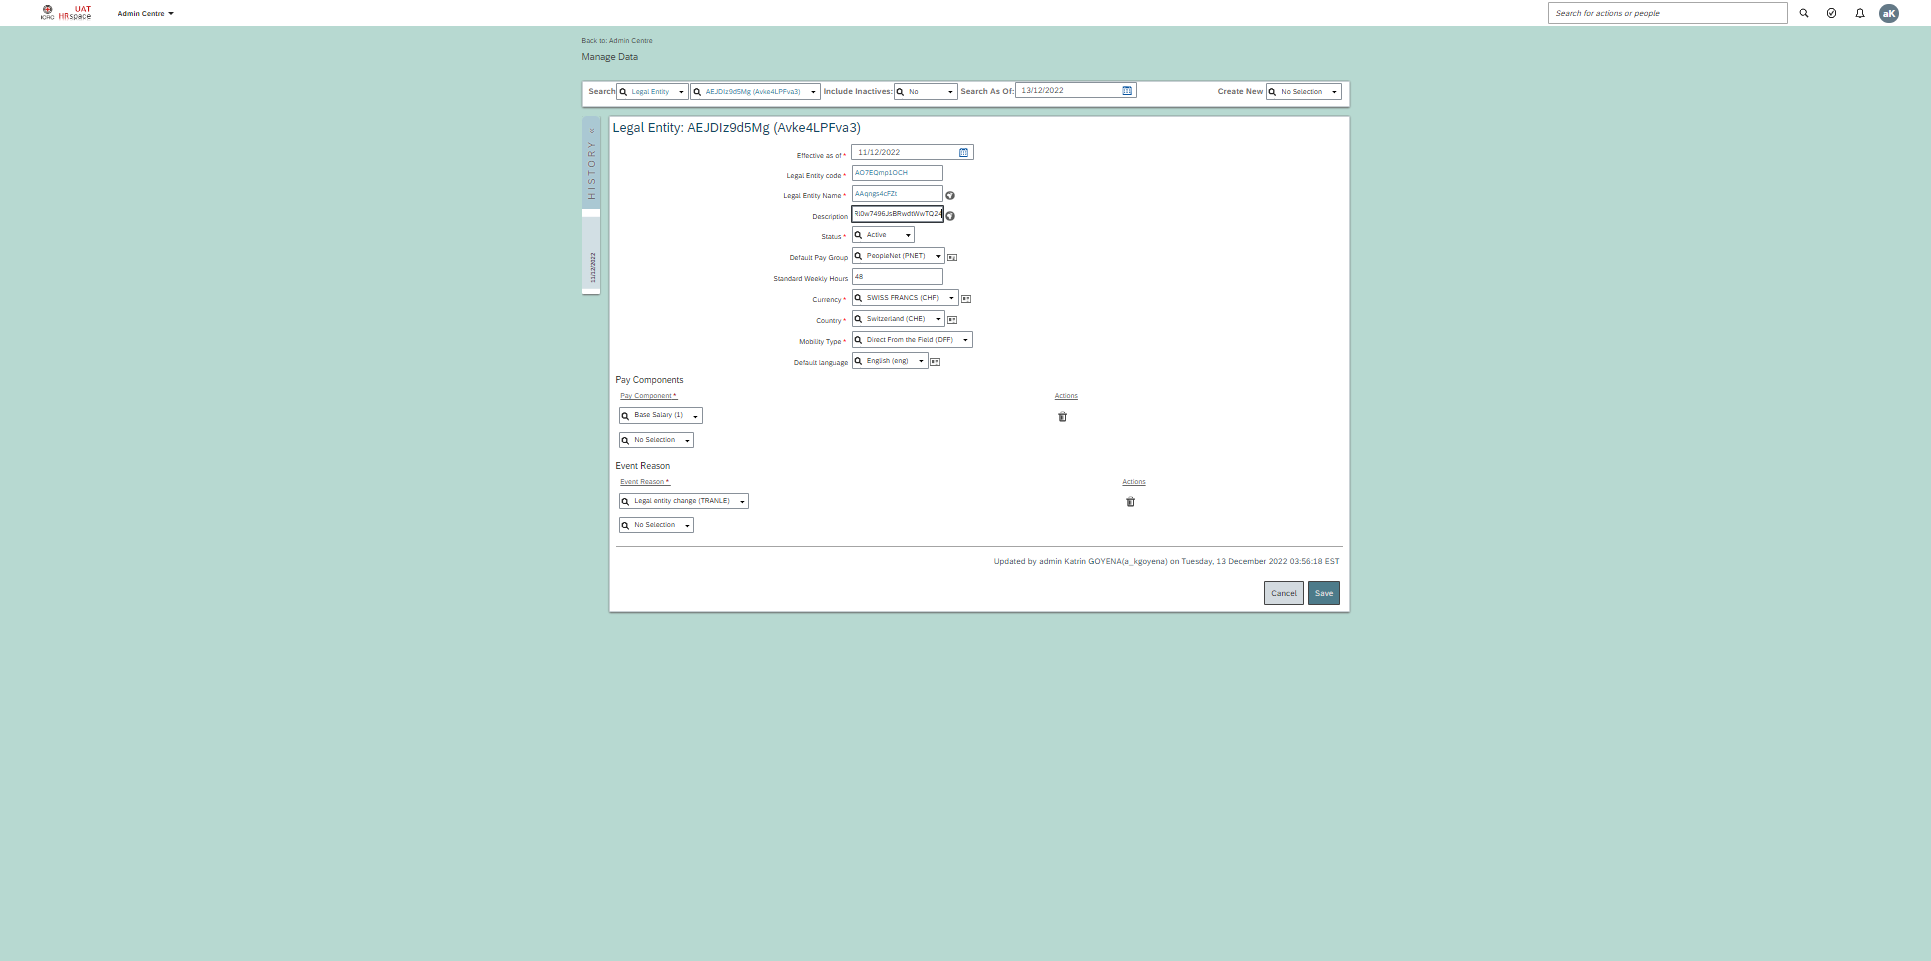 ICRC
UAT
HRspace
Admin Centre
Search for actions or people
aK
Back to: Admin Centre
Manage Data
Search Legal Entity AEJDIz9d5Mg (Avke4LPFva3) Include Inactives: No Search As Of: 13/12/2022 Create New No Selection
HISTORY
11/12/2022
Legal Entity: AEJDIz9d5Mg (Avke4LPFva3)
Effective as of * 11/12/2022
Legal Entity code * AO7EQmp1OCH
Legal Entity Name * AAqngs4cFZt
Description
Status * Active
Default Pay Group PeopleNet (PNET)
Standard Weekly Hours 48
Currency * SWISS FRANCS (CHF)
Country * Switzerland (CHE)
Mobility Type * Direct From the Field (DFF)
Default language English (eng)
Pay Components
Pay Component * Actions
Base Salary (1)
No Selection
Event Reason
Event Reason * Actions
Legal entity change (TRANLE)
No Selection
Updated by admin Katrin GOYENA(a_kgoyena) on Tuesday, 13 December 2022 03:56:18 EST
Cancel Save